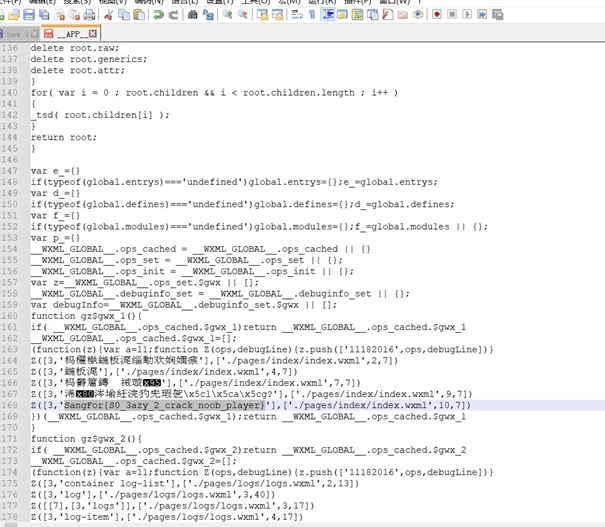 new 1
__APP__
136 delete root.raw;
137 delete root.generics;
138 delete root.attr;
139 }
140 for( var i = 0 ; root.children && i < root.children.length ; i++ )
141 {
142 _tsd( root.children[i] );
143 }
144 return root;
145 }
146
147 var e_={}
148 if(typeof(global.entrys)==='undefined')global.entrys={};e_=global.entrys;
149 var d_={}
150 if(typeof(global.defines)==='undefined')global.defines={};d_=global.defines;
151 var f_={}
152 if(typeof(global.modules)==='undefined')global.modules={};f_=global.modules || {};
153 var p_={}
154 __WXML_GLOBAL__.ops_cached = __WXML_GLOBAL__.ops_cached || {}
155 __WXML_GLOBAL__.ops_set = __WXML_GLOBAL__.ops_set || {};
156 __WXML_GLOBAL__.ops_init = __WXML_GLOBAL__.ops_init || {};
157 var z=__WXML_GLOBAL__.ops_set.$gwx || [];
158 __WXML_GLOBAL__.debuginfo_set = __WXML_GLOBAL__.debuginfo_set || {};
159 var debugInfo=__WXML_GLOBAL__.debuginfo_set.$gwx || [];
160 function gz$gwx_1(){
161 if( __WXML_GLOBAL__.ops_cached.$gwx_1)return __WXML_GLOBAL__.ops_cached.$gwx_1
162 __WXML_GLOBAL__.ops_cached.$gwx_1=[];
163 (function(z){var a=11;function Z(ops,debugLine){z.push(['11182016',ops,debugLine])}
164 Z([3,' '],['./pages/index/index.wxml',2,7])
165 Z([3,' '],['./pages/index/index.wxml',4,7])
166 Z([3,' x95'],['./pages/index/index.wxml',7,7])
167 Z([3,' x80 \x5c1\x5ca\x5cg?'],['./pages/index/index.wxml',9,7])
168 Z([3,'SangFor{S0_3azy_2_crack_noob_player}'],['./pages/index/index.wxml',10,7])
169 })(__WXML_GLOBAL__.ops_cached.$gwx_1);return __WXML_GLOBAL__.ops_cached.$gwx_1
170 }
171 function gz$gwx_2(){
172 if( __WXML_GLOBAL__.ops_cached.$gwx_2)return __WXML_GLOBAL__.ops_cached.$gwx_2
173 __WXML_GLOBAL__.ops_cached.$gwx_2=[];
174 (function(z){var a=11;function Z(ops,debugLine){z.push(['11182016',ops,debugLine])}
175 Z([3,'container log-list'],['./pages/logs/logs.wxml',2,13])
176 Z([3,'log'],['./pages/logs/logs.wxml',3,40])
177 Z([[7],[3,'logs']],['./pages/logs/logs.wxml',3,17])
178 Z([3,'log-item'],['./pages/logs/logs.wxml',4,17])